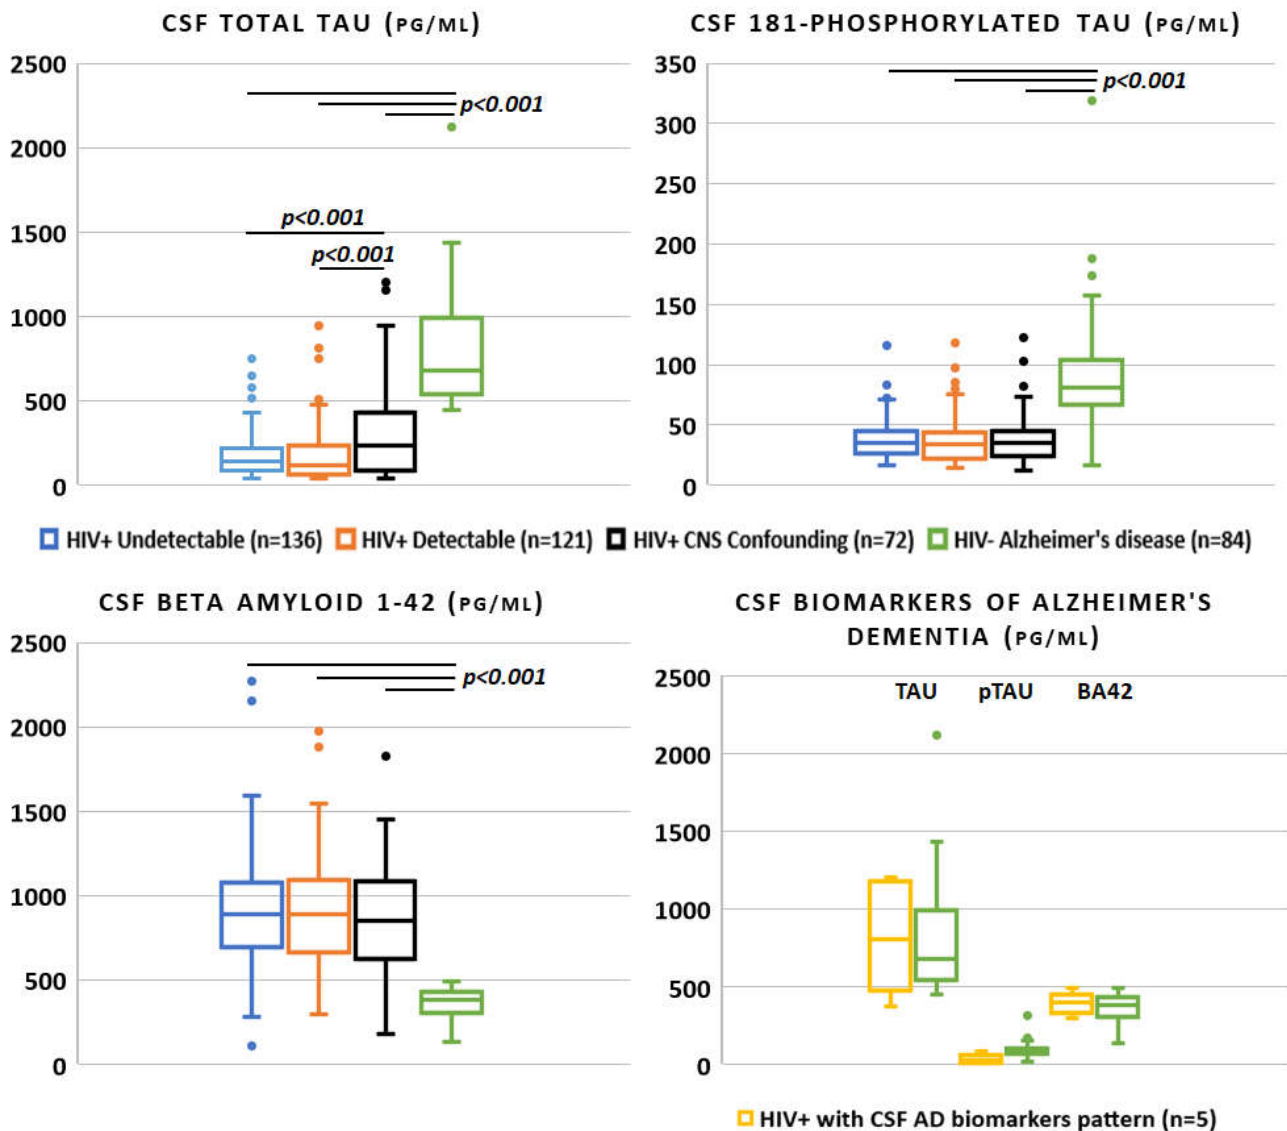 CSF TOTAL TAU (PG/ML)
2500
2000
1500
1000
500
0
p<0.001
p<0.001
p<0.001
CSF 181-PHOSPHORYLATED TAU (PG/ML)
350
300
250
200
150
100
50
0
p<0.001
HIV+ Undetectable (n=136) HIV+ Detectable (n=121) HIV+ CNS Confounding (n=72) HIV- Alzheimer's disease (n=84)
CSF BETA AMYLOID 1-42 (PG/ML)
2500
2000
1500
1000
500
0
p<0.001
CSF BIOMARKERS OF ALZHEIMER'S
DEMENTIA (PG/ML)
2500
2000
1500
1000
500
0
TAU pTAU BA42
HIV+ with CSF AD biomarkers pattern (n=5)